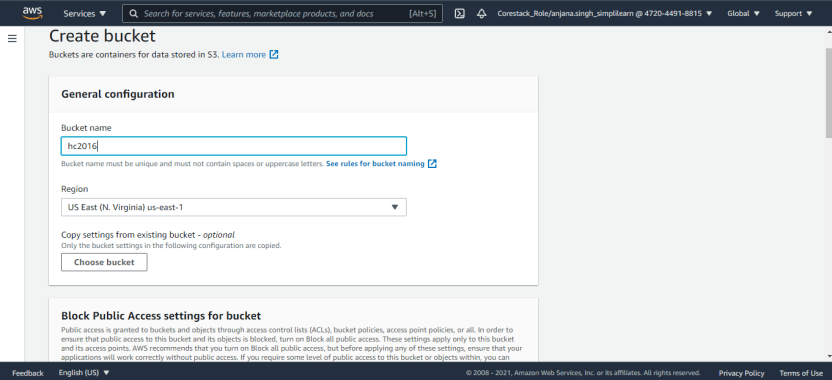 aws Services ▼ Search for services, features, marketplace products, and docs [Alt+S] Corestack_Role/anjana.singh_simplilearn @ 4720-4491-8815 ▼ Global ▼ Support ▼
Create bucket
Buckets are containers for data stored in S3. Learn more
General configuration
Bucket name
hc2016
Bucket name must be unique and must not contain spaces or uppercase letters. See rules for bucket naming
Region
US East (N. Virginia) us-east-1
Copy settings from existing bucket - optional
Only the bucket settings in the following configuration are copied.
Choose bucket
Block Public Access settings for bucket
Public access is granted to buckets and objects through access control lists (ACLs), bucket policies, access point policies, or all. In order to
ensure that public access to this bucket and its objects is blocked, turn on Block all public access. These settings apply only to this bucket
and its access points. AWS recommends that you turn on Block all public access, but before applying any of these settings, ensure that your
applications will work correctly without public access. If you require some level of public access to this bucket or objects within, you can
Feedback English (US) ▼ © 2008 - 2021, Amazon Web Services, Inc. or its affiliates. All rights reserved. Privacy Policy Terms of Use